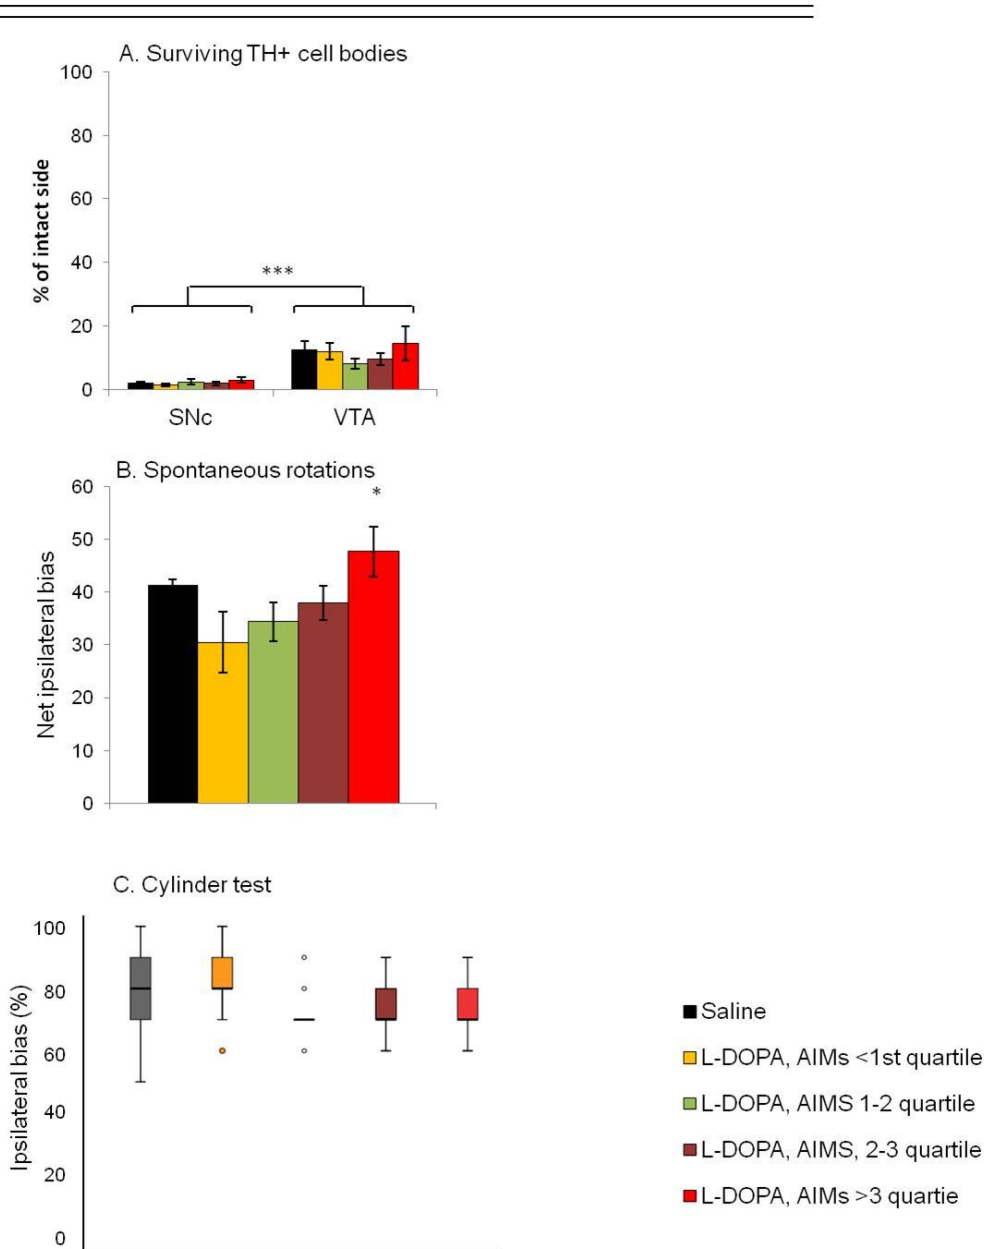 A. Surviving TH+ cell bodies
100
80
60
40
20
0
% of intact side
***
SNc VTA
B. Spontaneous rotations
60
50
40
30
20
10
0
Net ipsilateral bias
*
C. Cylinder test
100
80
60
40
20
0
Ipsilateral bias (%)
Saline
L-DOPA, AIMs <1st quartile
L-DOPA, AIMS 1-2 quartile
L-DOPA, AIMS, 2-3 quartile
L-DOPA, AIMs >3 quartie